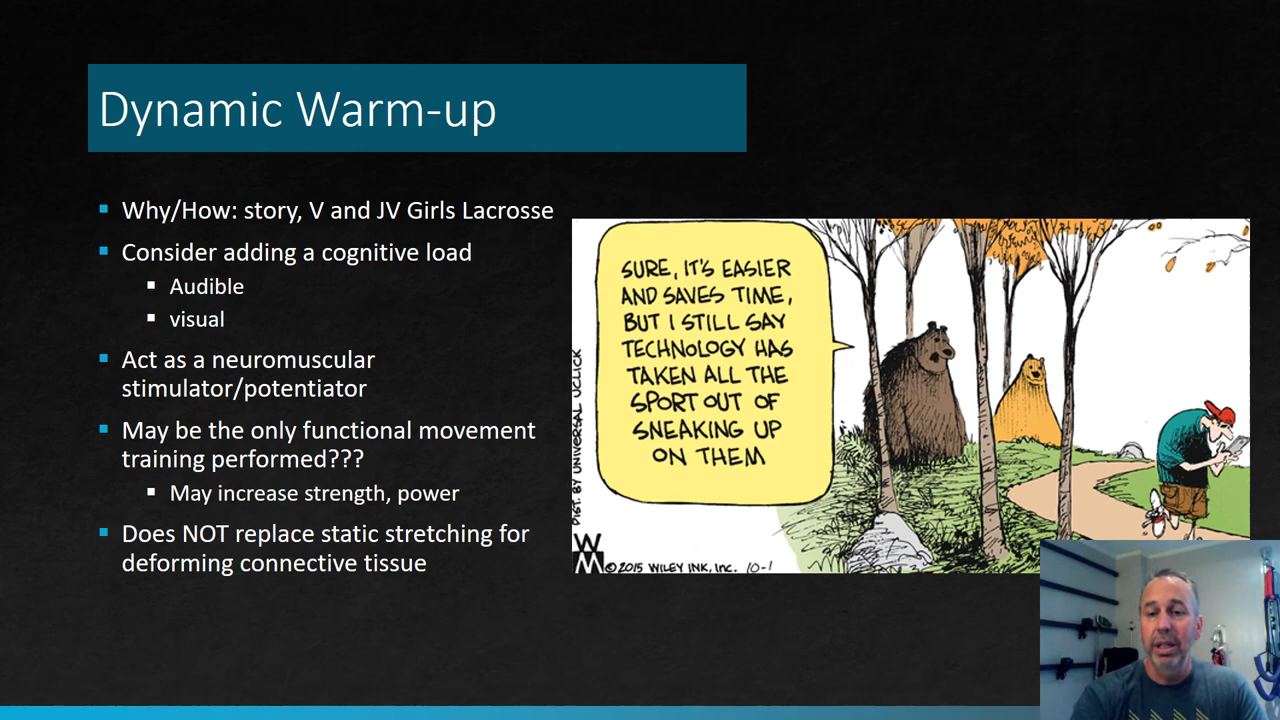 Dynamic Warm-up
Why/How: story, V and JV Girls Lacrosse
Consider adding a cognitive load
Audible
visual
Act as a neuromuscular
stimulator/potentiator
May be the only functional movement
training performed???
May increase strength, power
Does NOT replace static stretching for
deforming connective tissue
SURE, IT'S EASIER
AND SAVES TIME,
BUT I STILL SAY
TECHNOLOGY HAS
TAKEN ALL THE
SPORT OUT OF
SNEAKING UP
ON THEM
DIST. BY UNIVERSAL UCLICK
WM
©2015 WILEY INK, INC. 10-1